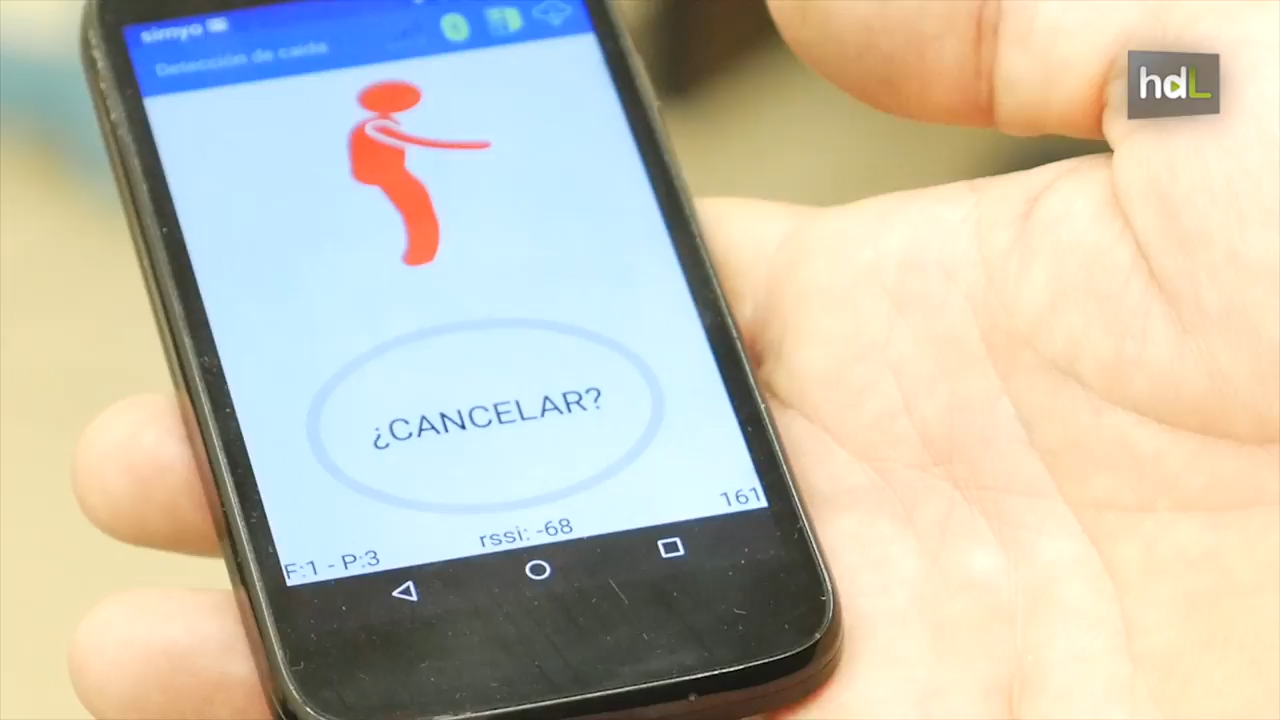 simyo
Detección de caída
hdL
¿CANCELAR?
161
rssi: -68
F:1 - P:3